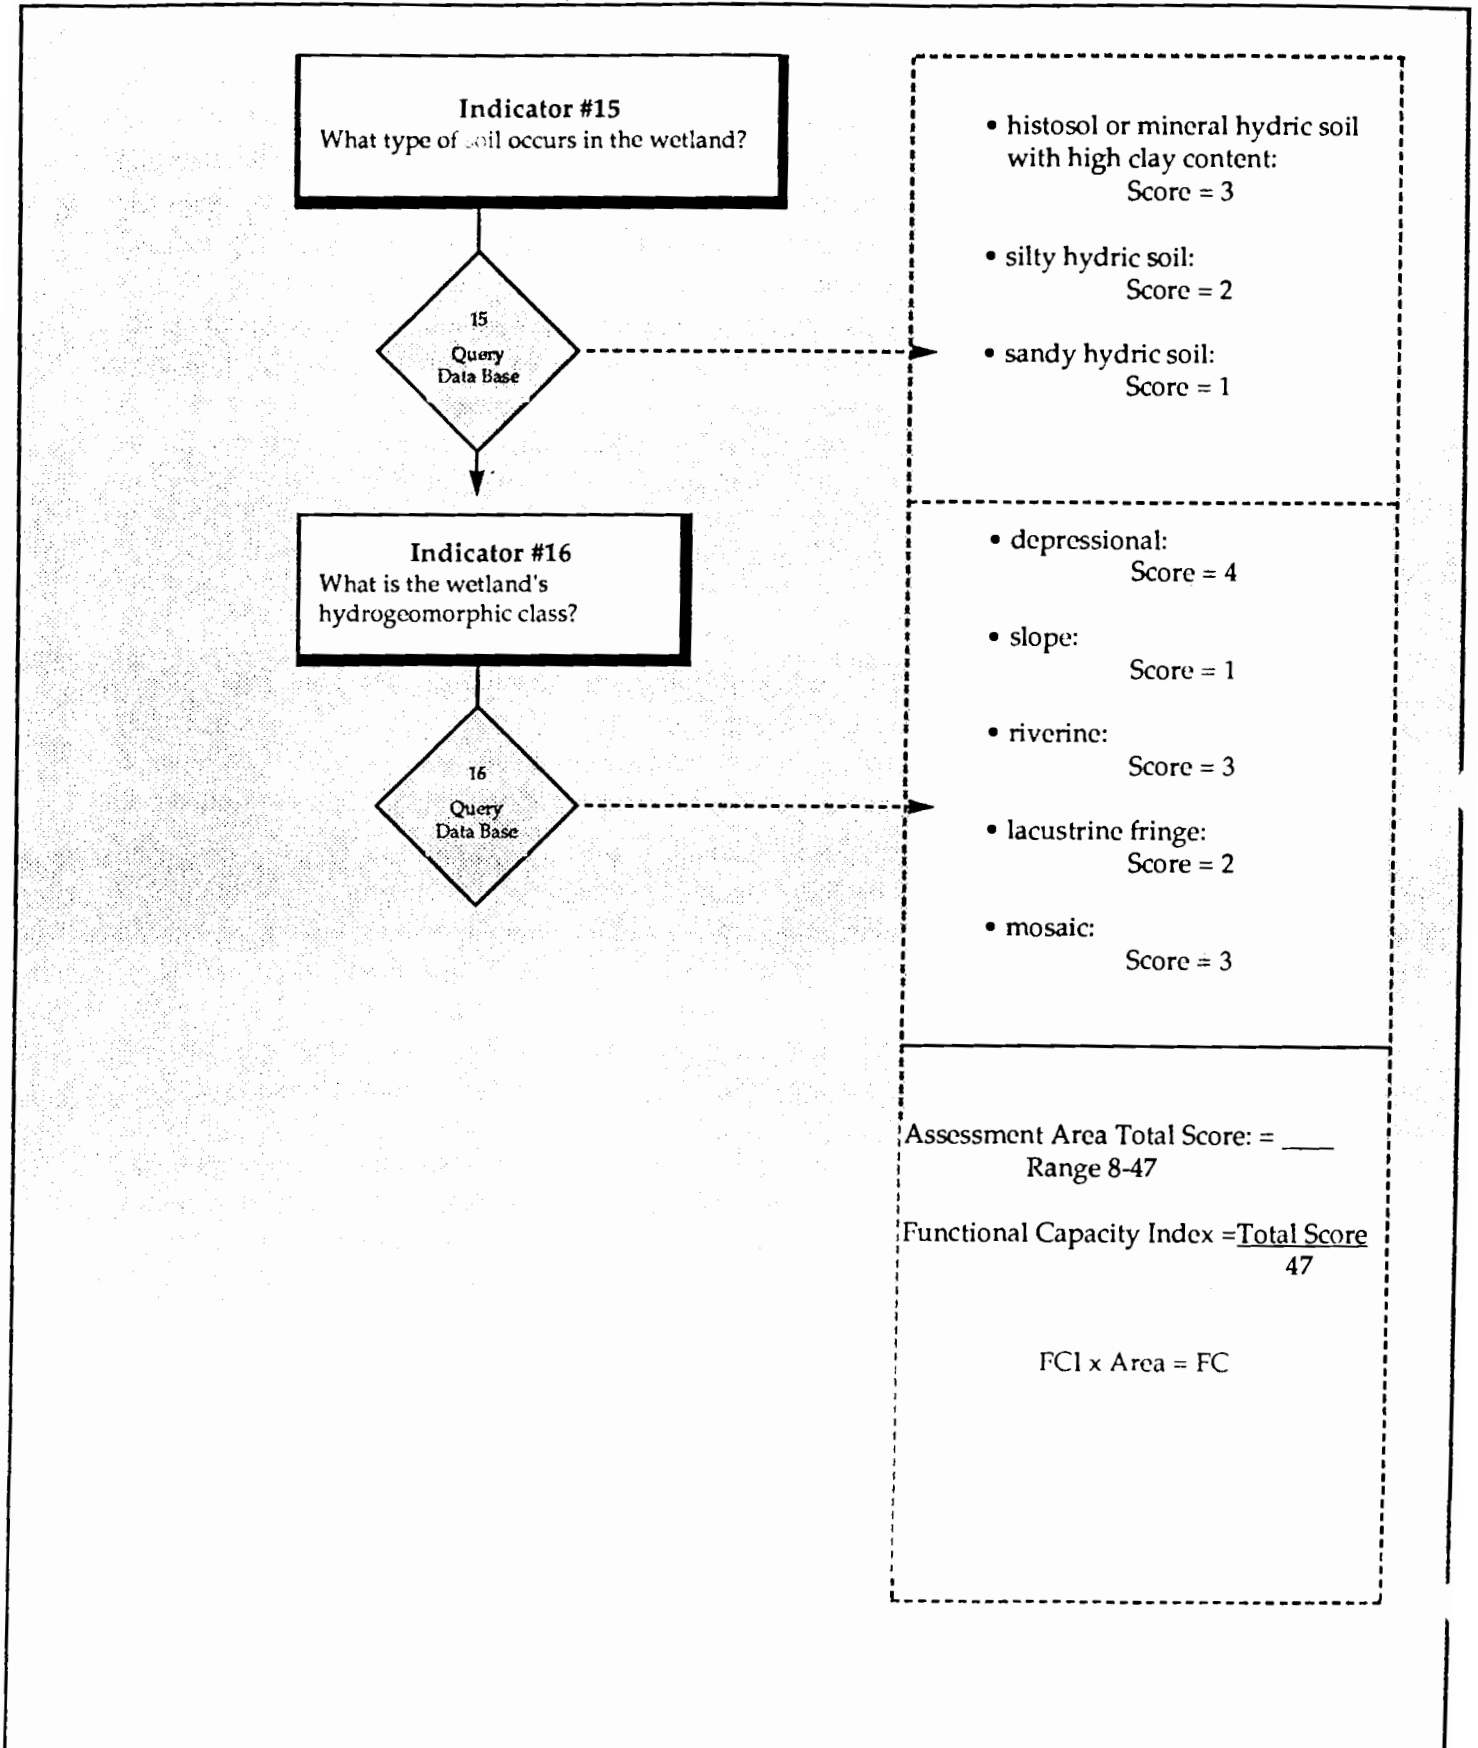 Indicator #15
What type of soil occurs in the wetland?
15
Query
Data Base
• histosol or mineral hydric soil
with high clay content:
Score = 3
• silty hydric soil:
Score = 2
• sandy hydric soil:
Score = 1
Indicator #16
What is the wetland's
hydrogeomorphic class?
16
Query
Data Base
• depressional:
Score = 4
• slope:
Score = 1
• riverine:
Score = 3
• lacustrine fringe:
Score = 2
• mosaic:
Score = 3
Assessment Area Total Score: = ____
Range 8-47
Functional Capacity Index =Total Score
47
FCI x Area = FC